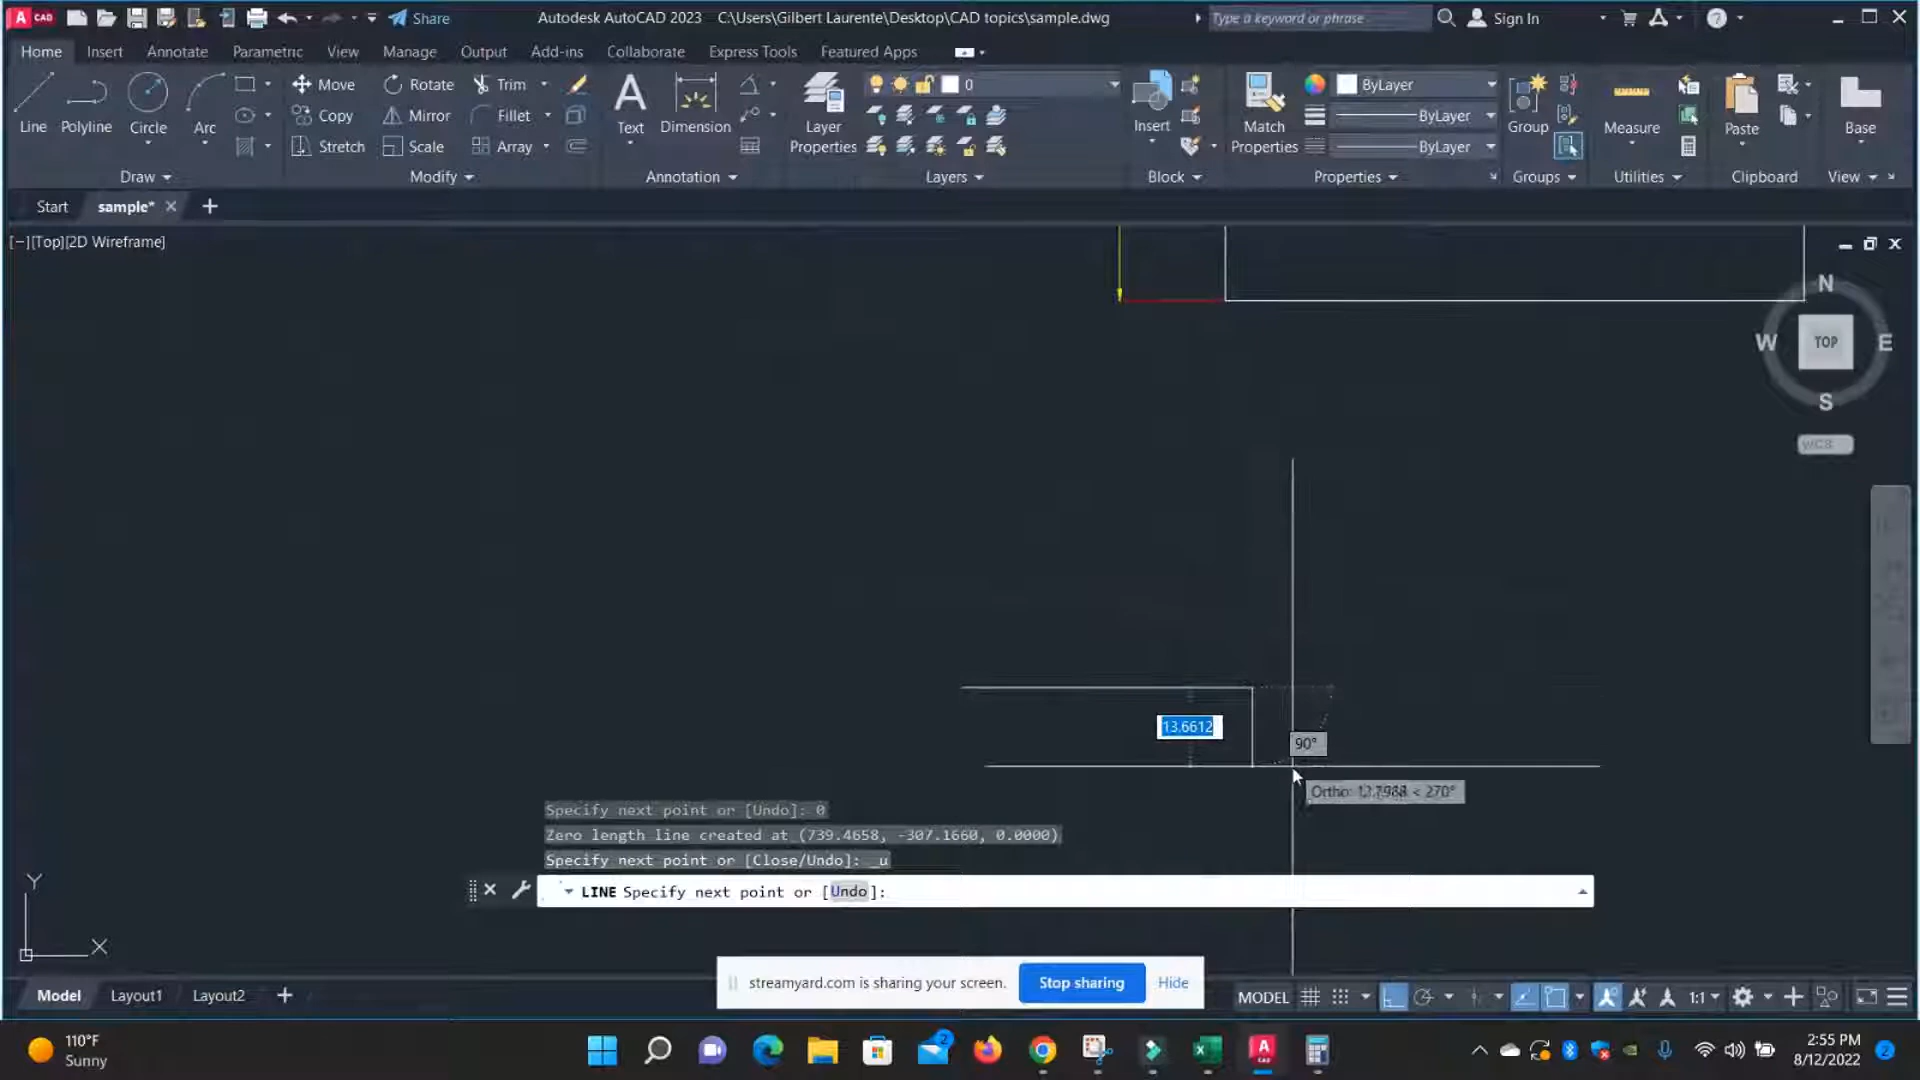 CAD
Share
Autodesk AutoCAD 2023 C:\Users\Gilbert Laurente\Desktop\CAD topics\sample.dwg
Type a keyword or phrase
Sign In
Home Insert Annotate Parametric View Manage Output Add-ins Collaborate Express Tools Featured Apps
Line Polyline Circle Arc
Move Rotate Trim
Copy Mirror Fillet
Stretch Scale Array
Text Dimension
Layer Properties
0
Insert
Match Properties
ByLayer
ByLayer
ByLayer
Group Measure Paste Base
Draw Modify Annotation Layers Block Properties Groups Utilities Clipboard View
Start sample*
[−][Top][2D Wireframe]
N
W TOP E
S
WCS
13.6612
90°
Specify next point or [Undo]: 0
Zero length line created at (739.4658, -307.1660, 0.0000)
Specify next point or [Close/Undo]: _u
LINE Specify next point or [Undo]:
Y
X
streamyard.com is sharing your screen. Stop sharing Hide
Model Layout1 Layout2
MODEL 1:1
110°F
Sunny
2
2:55 PM
8/12/2022
2